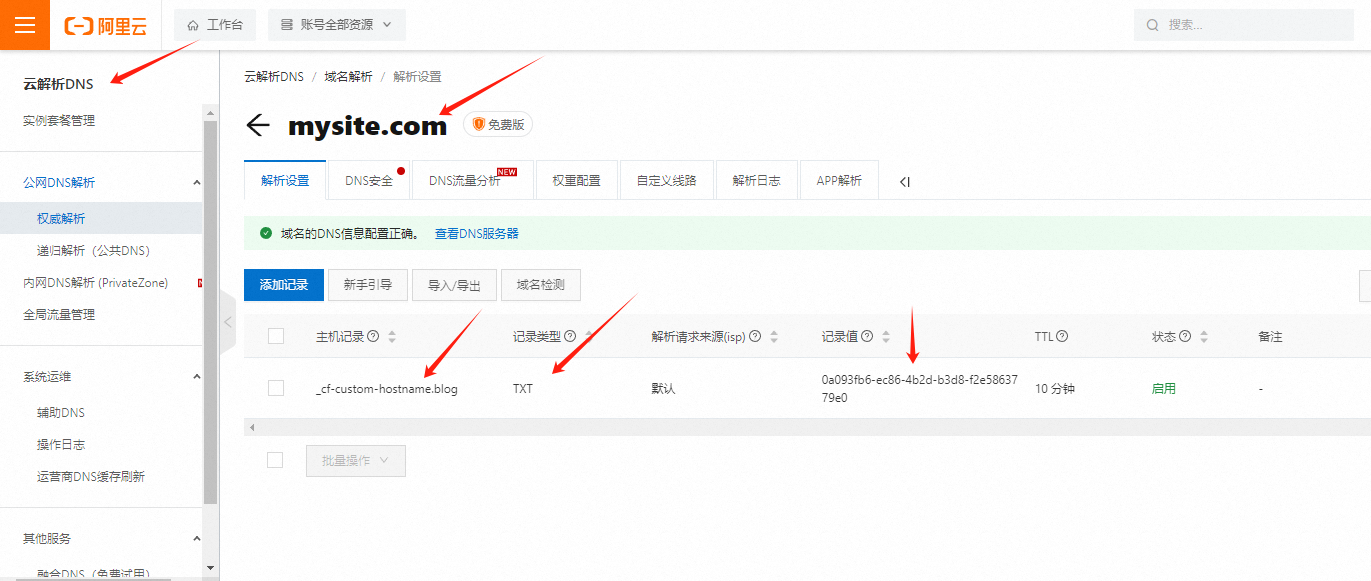 阿里云
工作台
账号全部资源
搜索...
云解析DNS
实例套餐管理
公网DNS解析
权威解析
递归解析（公共DNS）
内网DNS解析 (PrivateZone)
全局流量管理
系统运维
辅助DNS
操作日志
运营商DNS缓存刷新
其他服务
融合DNS（免费试用）
云解析DNS / 域名解析 / 解析设置
mysite.com
免费版
解析设置
DNS安全
DNS流量分析
NEW
权重配置
自定义线路
解析日志
APP解析
域名的DNS信息配置正确。 查看DNS服务器
添加记录
新手引导
导入/导出
域名检测
主机记录 记录类型 解析请求来源(isp) 记录值 TTL 状态 备注
_cf-custom-hostname.blog TXT 默认 0a093fb6-ec86-4b2d-b3d8-f2e58637
79e0 10 分钟 启用 -
批量操作